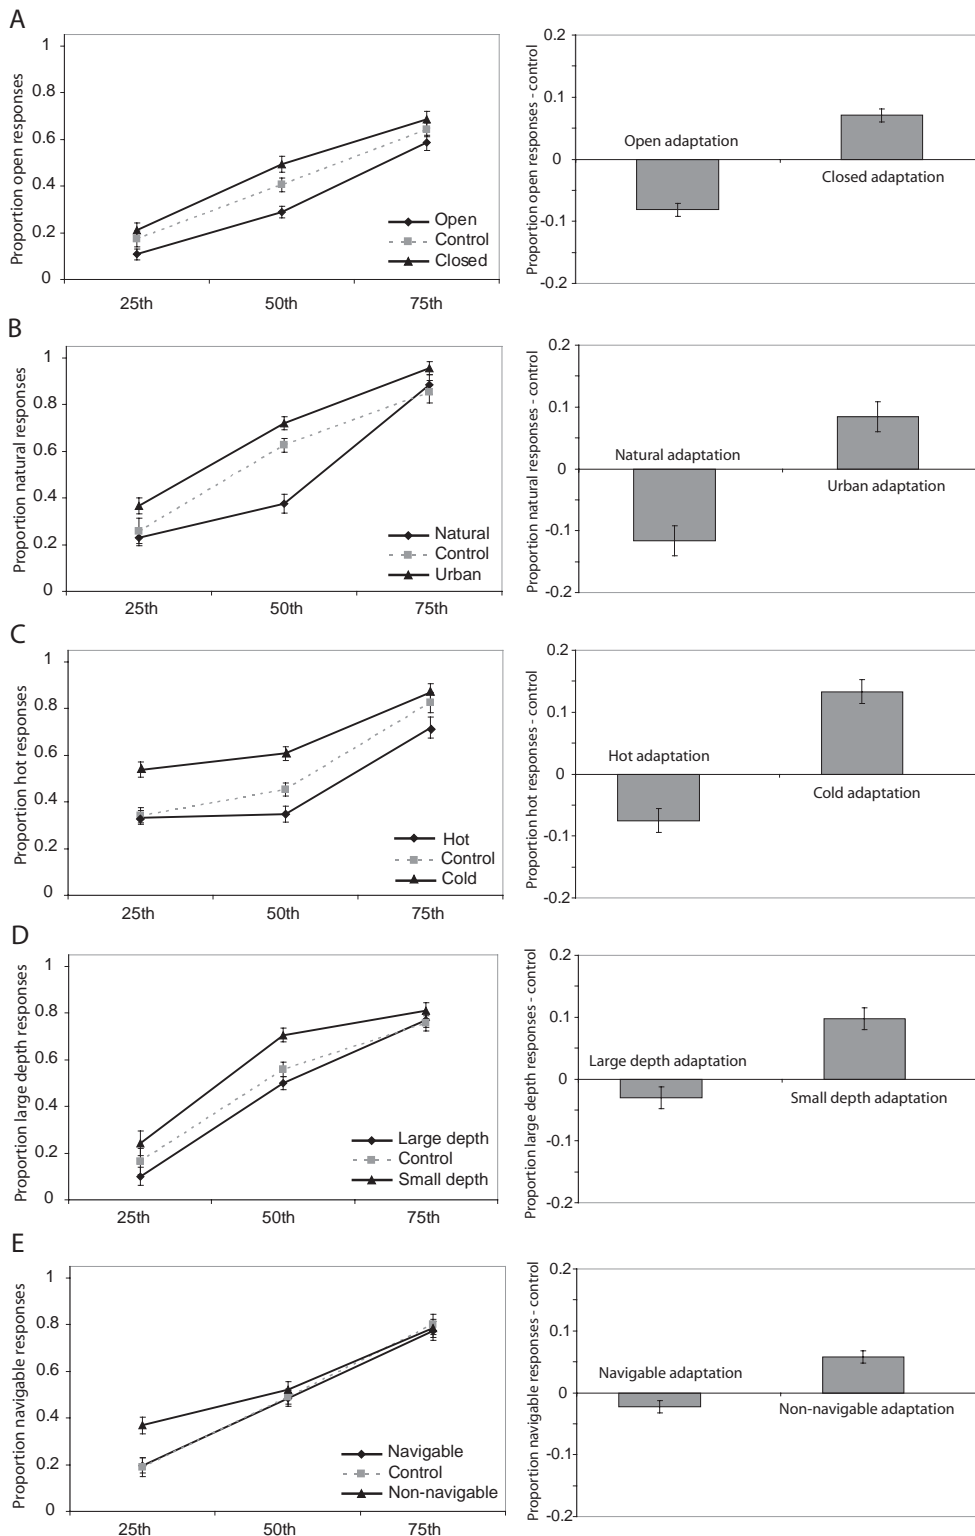 A
Proportion open responses
1
0.8
0.6
0.4
0.2
0
25th
50th
75th
Open
Control
Closed
Proportion open responses - control
0.2
0.1
0
-0.1
-0.2
Open adaptation
Closed adaptation
B
Proportion natural responses
1
0.8
0.6
0.4
0.2
0
25th
50th
75th
Natural
Control
Urban
Proportion natural responses - control
0.2
0.1
0
-0.1
-0.2
Natural adaptation
Urban adaptation
C
Proportion hot responses
1
0.8
0.6
0.4
0.2
0
25th
50th
75th
Hot
Control
Cold
Proportion hot responses - control
0.2
0.1
0
-0.1
-0.2
Hot adaptation
Cold adaptation
D
Proportion large depth responses
1
0.8
0.6
0.4
0.2
0
25th
50th
75th
Large depth
Control
Small depth
Proportion large depth responses - control
0.2
0.1
0
-0.1
-0.2
Large depth adaptation
Small depth adaptation
E
Proportion navigable responses
1
0.8
0.6
0.4
0.2
0
25th
50th
75th
Navigable
Control
Non-navigable
Proportion navigable responses - control
0.2
0.1
0
-0.1
-0.2
Navigable adaptation
Non-navigable adaptation